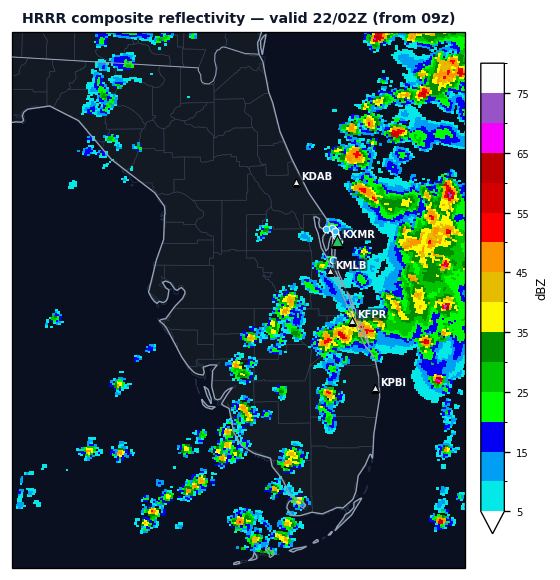 HRRR composite reflectivity — valid 22/02Z (from 09z)
KDAB
KXMR
KMLB
KFPR
KPBI
75
65
55
45
35
25
15
5
dBZ